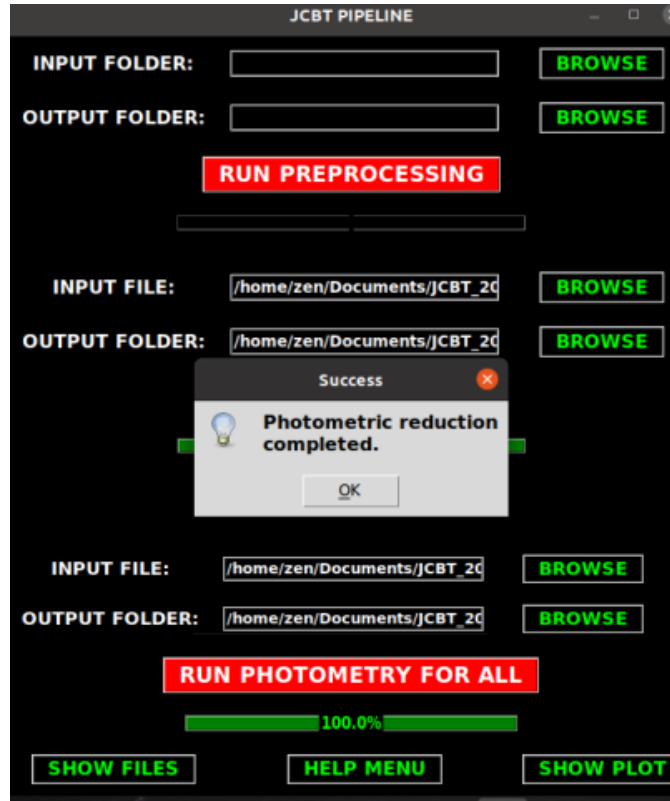 JCBT PIPELINE
INPUT FOLDER: BROWSE
OUTPUT FOLDER: BROWSE
RUN PREPROCESSING
INPUT FILE: /home/zen/Documents/JCBT_20 BROWSE
OUTPUT FOLDER: /home/zen/Documents/JCBT_20 BROWSE
Success
Photometric reduction
completed.
OK
INPUT FILE: /home/zen/Documents/JCBT_20 BROWSE
OUTPUT FOLDER: /home/zen/Documents/JCBT_20 BROWSE
RUN PHOTOMETRY FOR ALL
100.0%
SHOW FILES HELP MENU SHOW PLOT